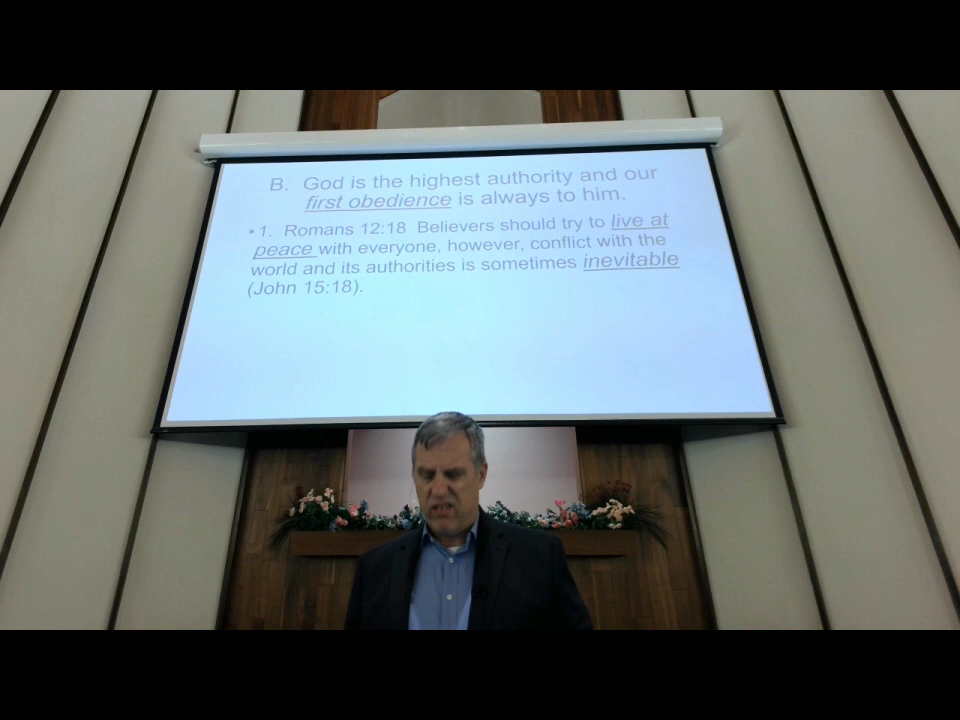 B. God is the highest authority and our
first obedience is always to him.
•1. Romans 12:18 Believers should try to live at
peace with everyone, however, conflict with the
world and its authorities is sometimes inevitable
(John 15:18).